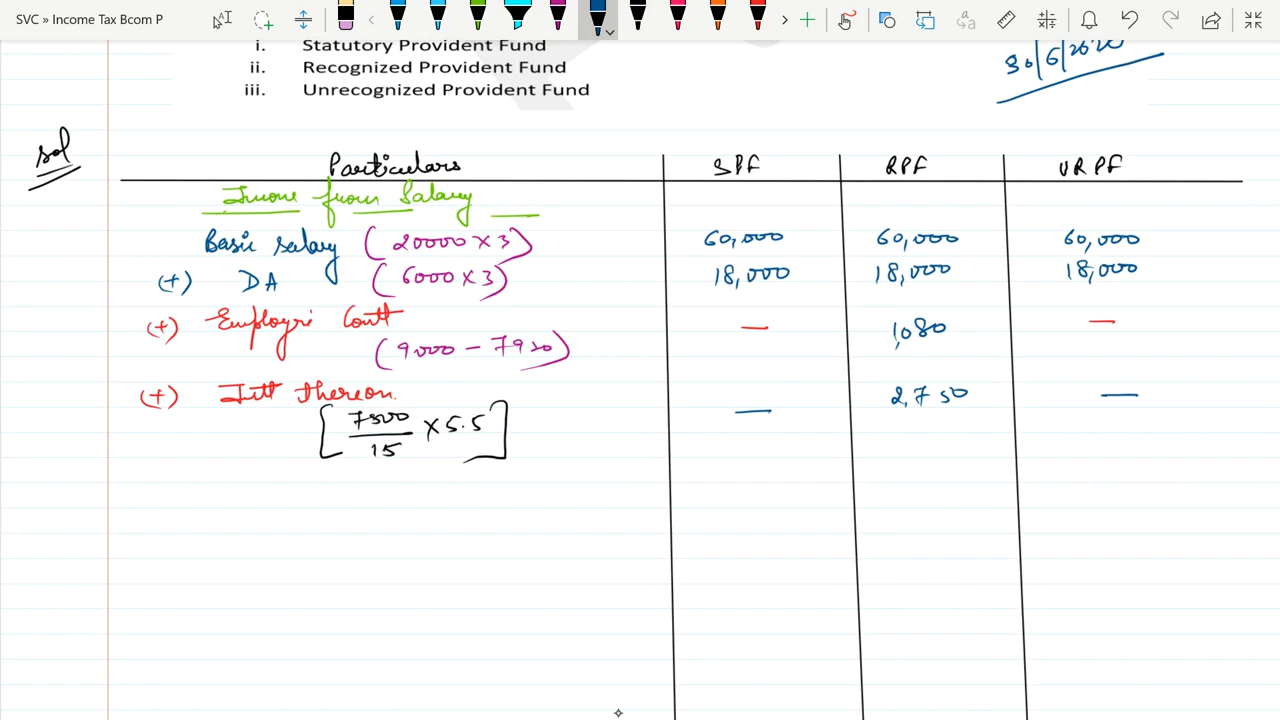 SVC » Income Tax Bcom P
i. Statutory Provident Fund
ii. Recognized Provident Fund
iii. Unrecognized Provident Fund
30/6/2020
Sol
Particulars SPF RPF URPF
Income from Salary
Basic salary (20000 × 3) 60,000 60,000 60,000
(+) DA (6000 × 3) 18,000 18,000 18,000
(+) Employer Contt — 1,080 —
(9000 – 7920)
(+) Intt thereon. — 2,750 —
[7500/15 × 5.5]